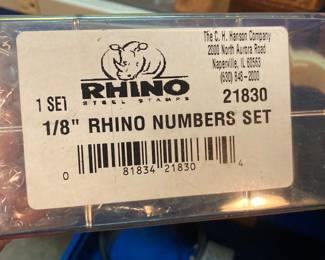 The C. H. Hanson Company
2000 North Aurora Road
Naperville, IL 60563
(630) 848-2000
RHINO
STEEL STAMPS
1 SET
21830
1/8" RHINO NUMBERS SET
0 81834 21830 4